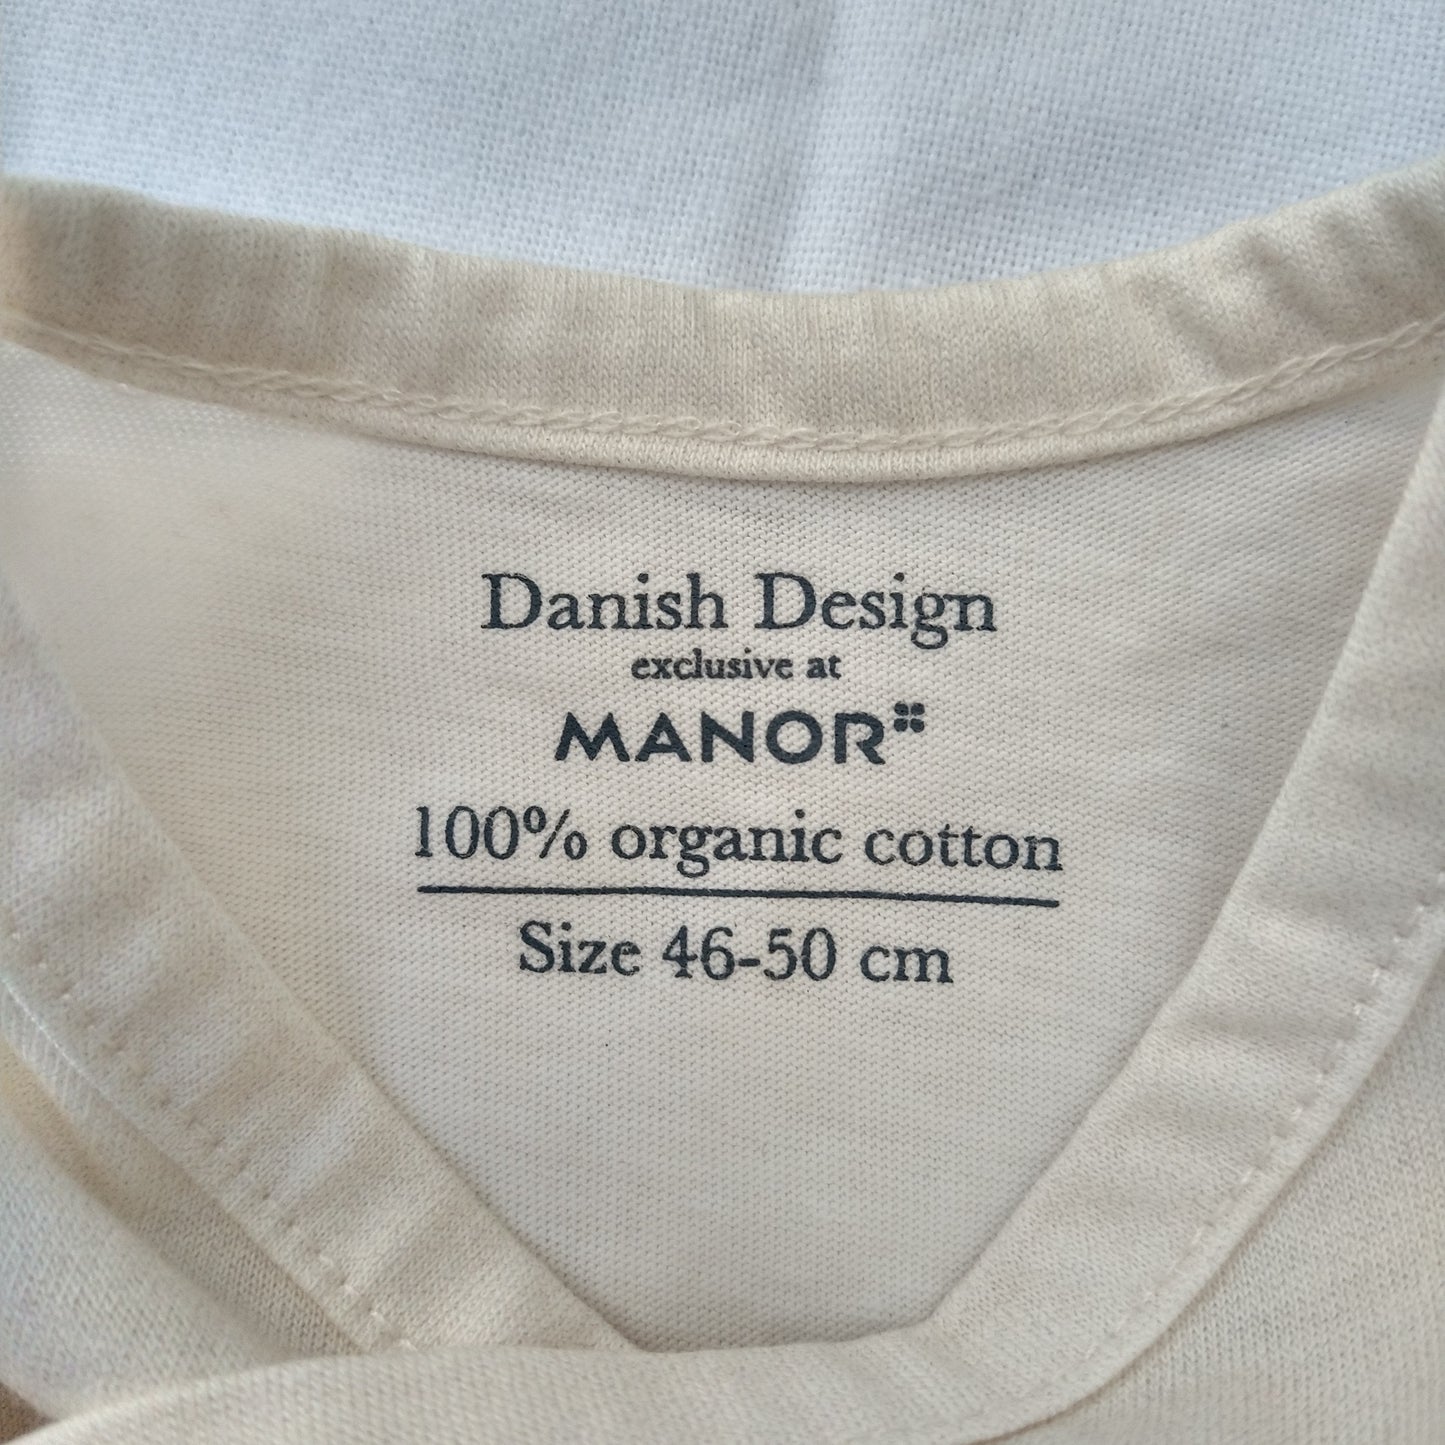 Danish Design
exclusive at
MANOR
100% organic cotton
Size 46-50 cm